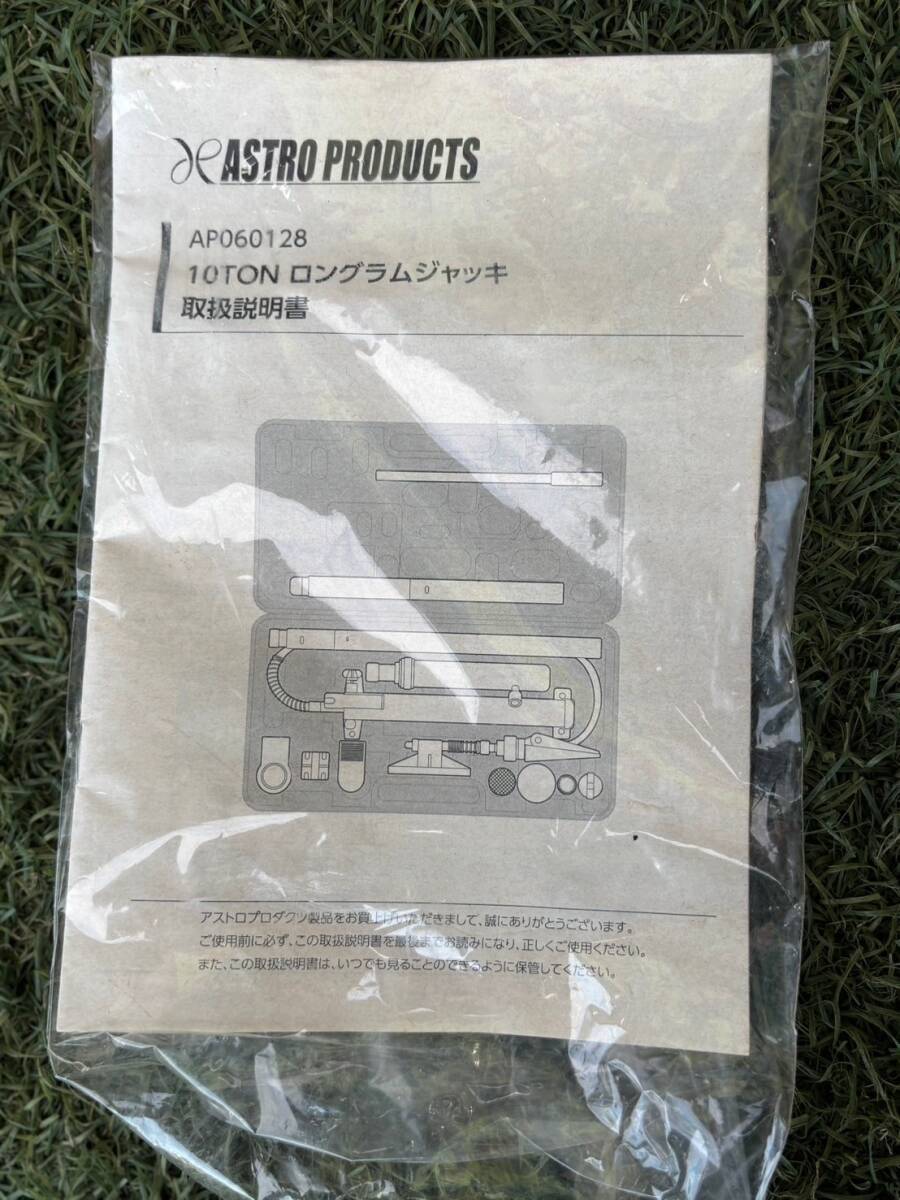 ASTRO PRODUCTS
AP060128
10TON ロングラムジャッキ
取扱説明書
アストロプロダクツ製品をお買上げいただきまして、誠にありがとうございます。
ご使用前に必ず、この取扱説明書を最後までお読みになり、正しくご使用ください。
また、この取扱説明書は、いつでも見ることのできるように保管してください。